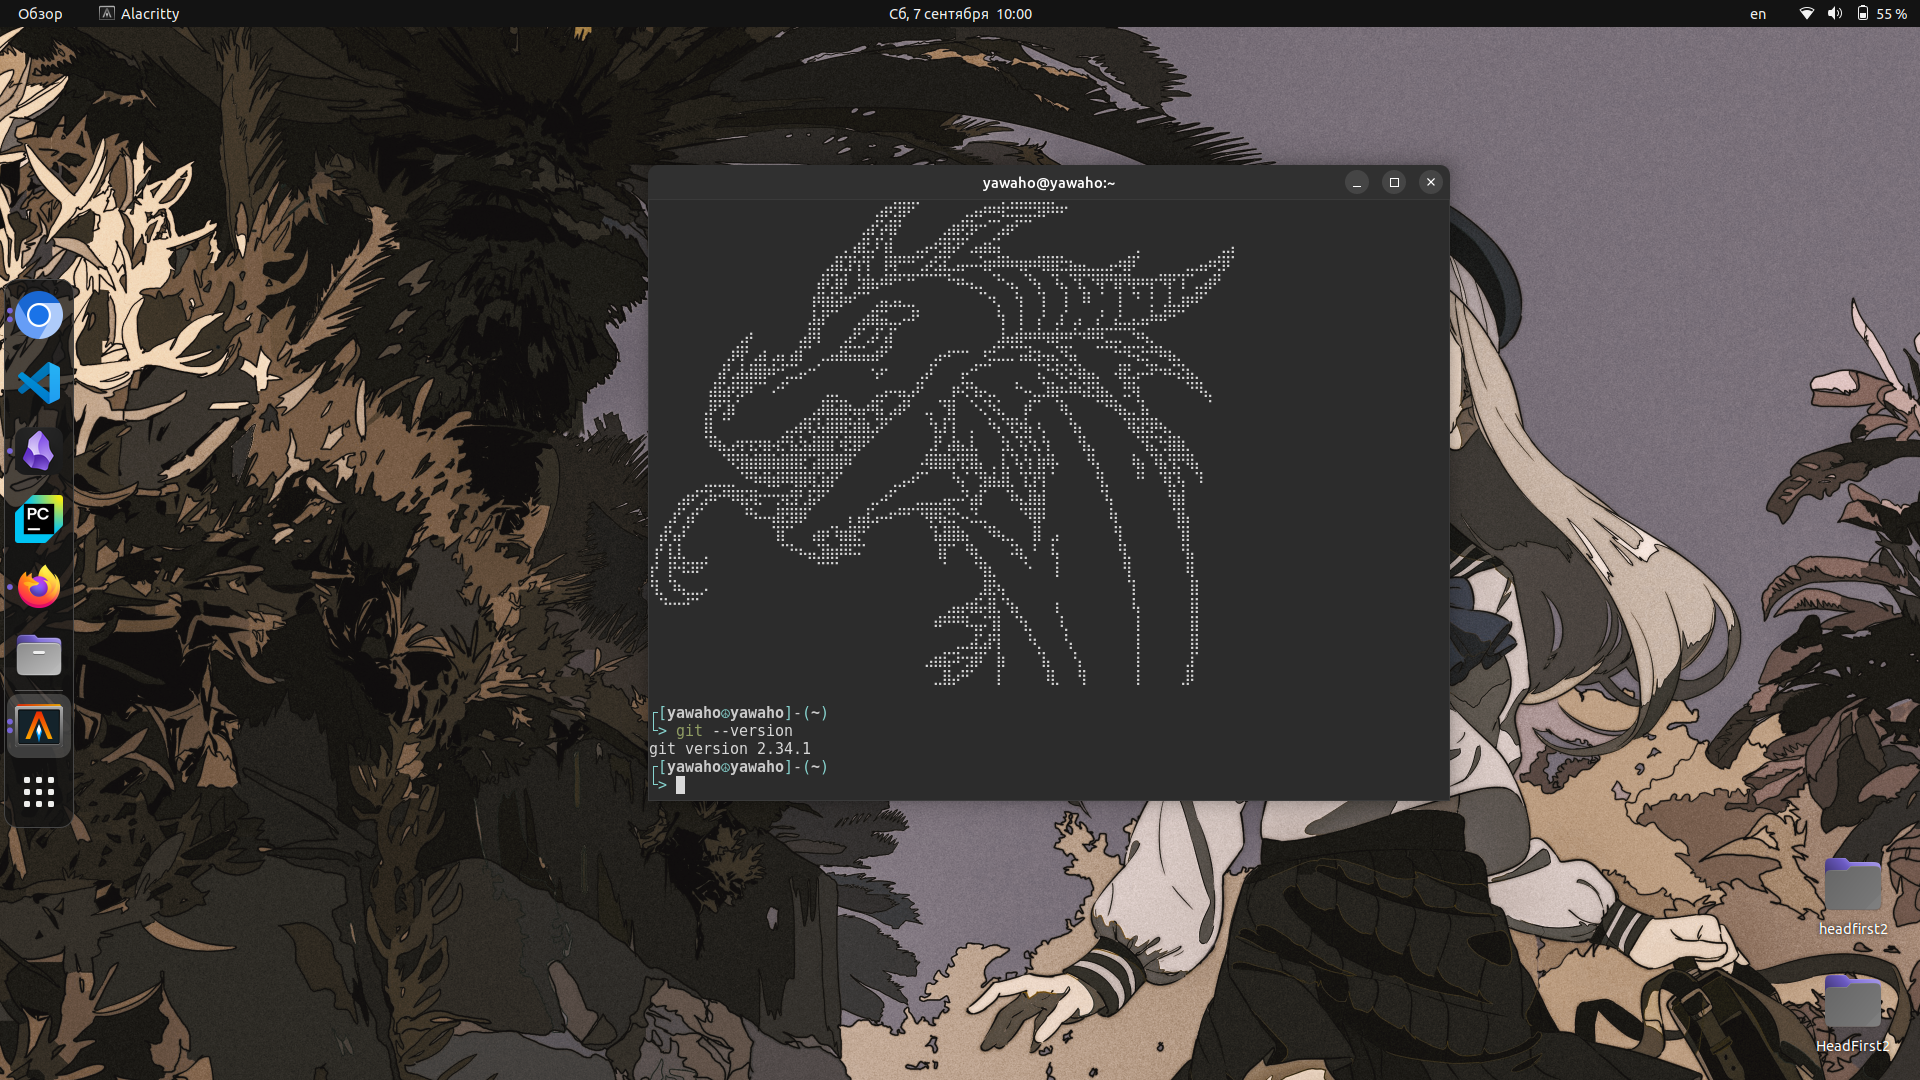 Обзор
Alacritty
Сб, 7 сентября 10:00
en
55 %
yawaho@yawaho:~
┌[yawaho☮yawaho]-(~)
└> git --version
git version 2.34.1
┌[yawaho☮yawaho]-(~)
└>
PC
headfirst2
HeadFirst2